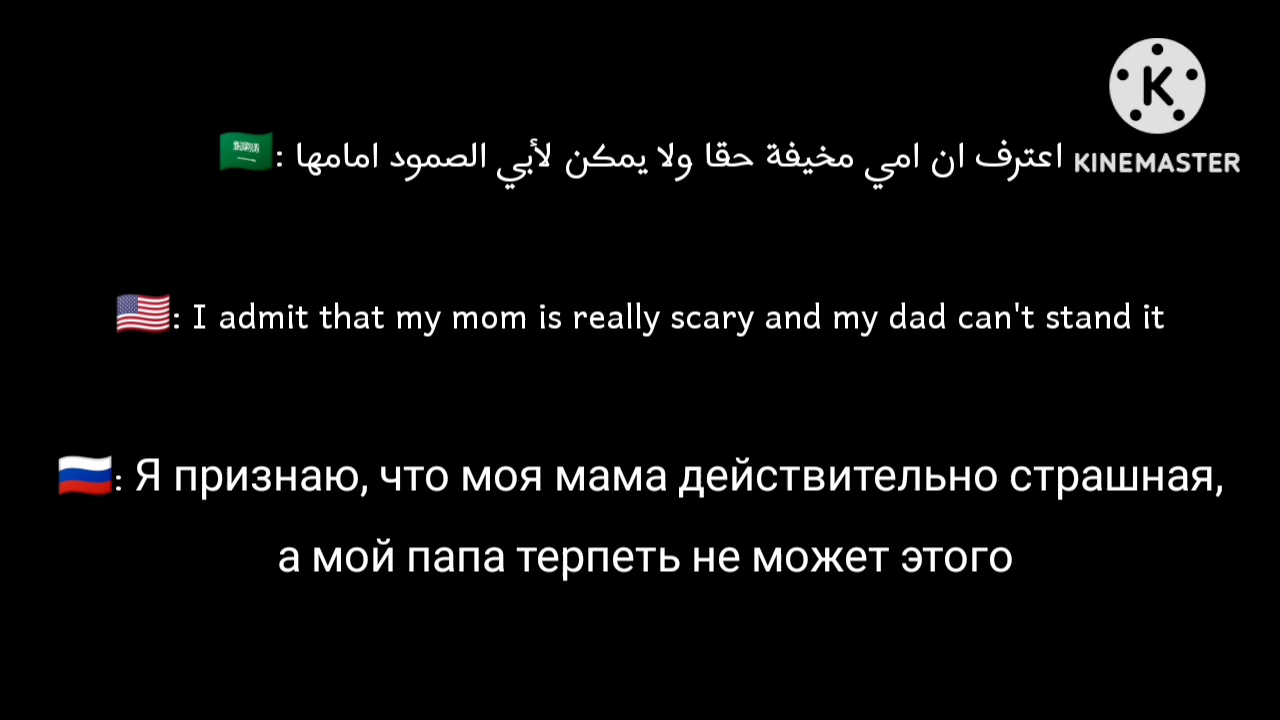 🇸🇦: اعترف ان امي مخيفة حقا ولا يمكن لأبي الصمود امامها
K
KINEMASTER
🇺🇸: I admit that my mom is really scary and my dad can't stand it
🇷🇺: Я признаю, что моя мама действительно страшная,
а мой папа терпеть не может этого